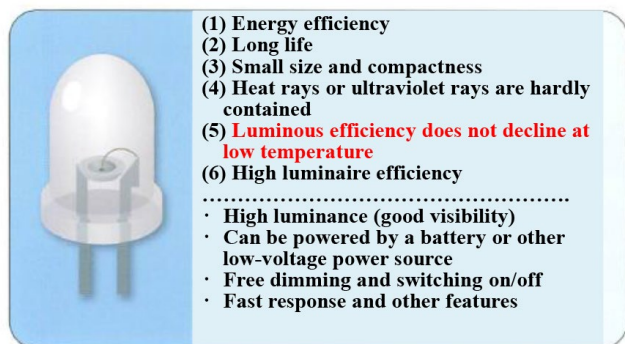 (1) Energy efficiency
(2) Long life
(3) Small size and compactness
(4) Heat rays or ultraviolet rays are hardly
contained
(5) Luminous efficiency does not decline at
low temperature
(6) High luminaire efficiency
………………………………………………….
· High luminance (good visibility)
· Can be powered by a battery or other
low-voltage power source
· Free dimming and switching on/off
· Fast response and other features